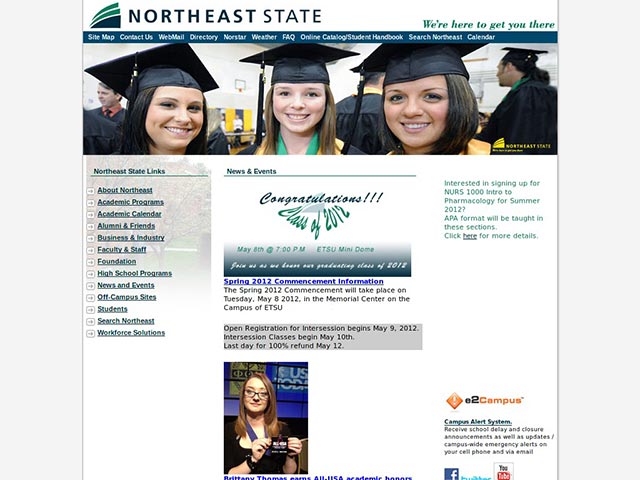 NORTHEAST STATE
We're here to get you there
Site Map Contact Us WebMail Directory Norstar Weather FAQ Online Catalog/Student Handbook Search Northeast Calendar
NORTHEAST STATE
We're here to get you there
Northeast State Links
About Northeast
Academic Programs
Academic Calendar
Alumni & Friends
Business & Industry
Faculty & Staff
Foundation
High School Programs
News and Events
Off-Campus Sites
Students
Search Northeast
Workforce Solutions
News & Events
Congratulations!!!
Class of 2012
May 8th @ 7:00 P.M ETSU Mini Dome
Join us as we honor our graduating class of 2012
Spring 2012 Commencement Information
The Spring 2012 Commencement will take place on
Tuesday, May 8 2012, in the Memorial Center on the
Campus of ETSU
Open Registration for Intersession begins May 9, 2012.
Intersession Classes begin May 10th.
Last day for 100% refund May 12.
Brittany Thomas earns All-USA academic honors
Interested in signing up for
NURS 1000 Intro to
Pharmacology for Summer
2012?
APA format will be taught in
these sections.
Click here for more details.
e2Campus
Campus Alert System.
Receive school delay and closure
announcements as well as updates /
campus-wide emergency alerts on
your cell phone and via email
twitter
You
Tube